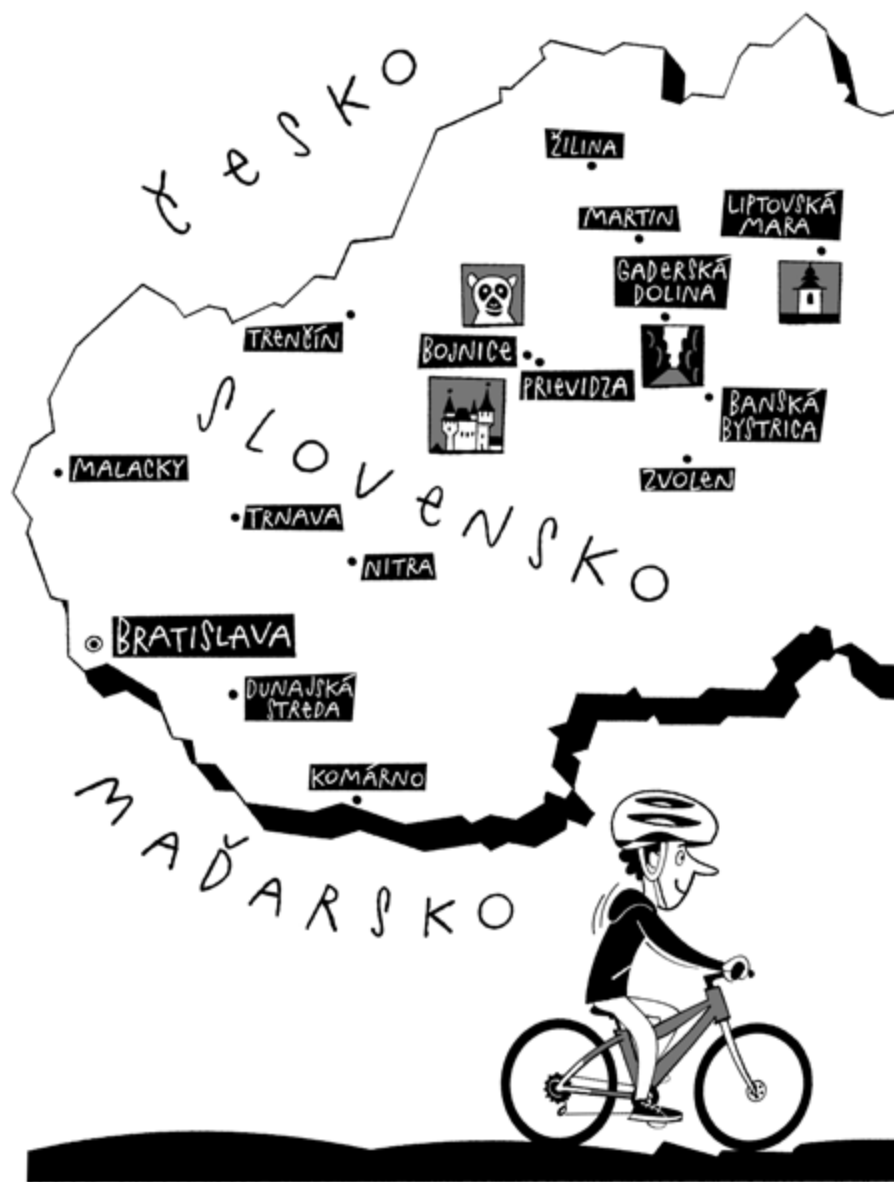 ČESKO
ŽILINA
MARTIN
LIPTOVSKÁ
MARA
GADERSKÁ
DOLINA
TRENČÍN
BOJNICE
PRIEVIDZA
BANSKÁ
BYSTRICA
SLOVENSKO
MALACKY
ZVOLEN
TRNAVA
NITRA
BRATISLAVA
DUNAJSKÁ
STREDA
KOMÁRNO
MAĎARSKO